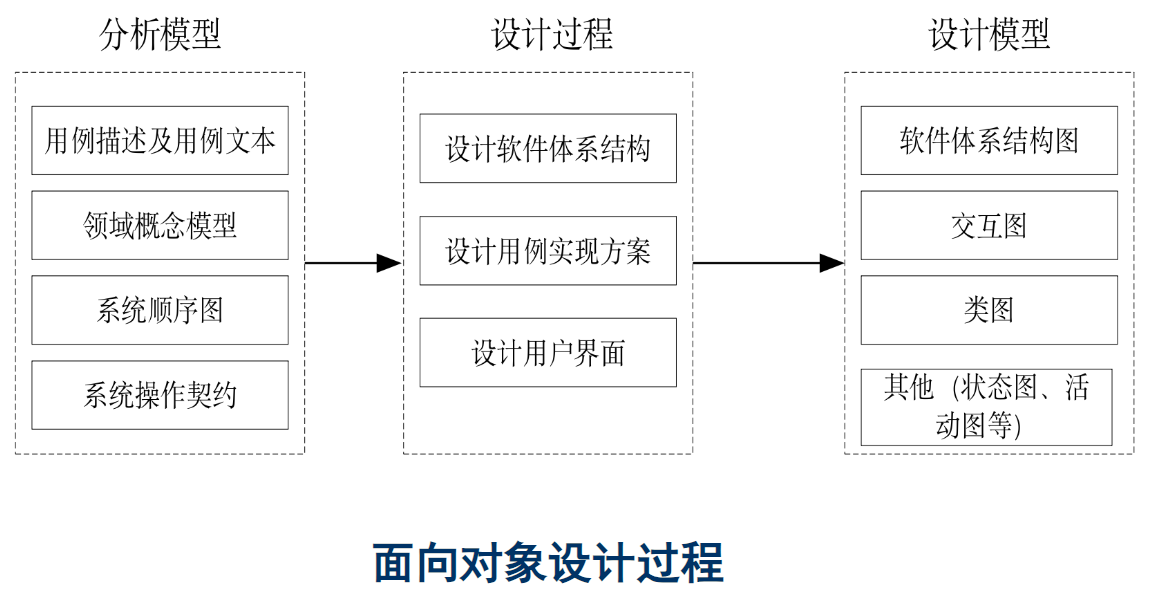 分析模型
用例描述及用例文本
领域概念模型
系统顺序图
系统操作契约
设计过程
设计软件体系结构
设计用例实现方案
设计用户界面
设计模型
软件体系结构图
交互图
类图
其他（状态图、活
动图等）
面向对象设计过程